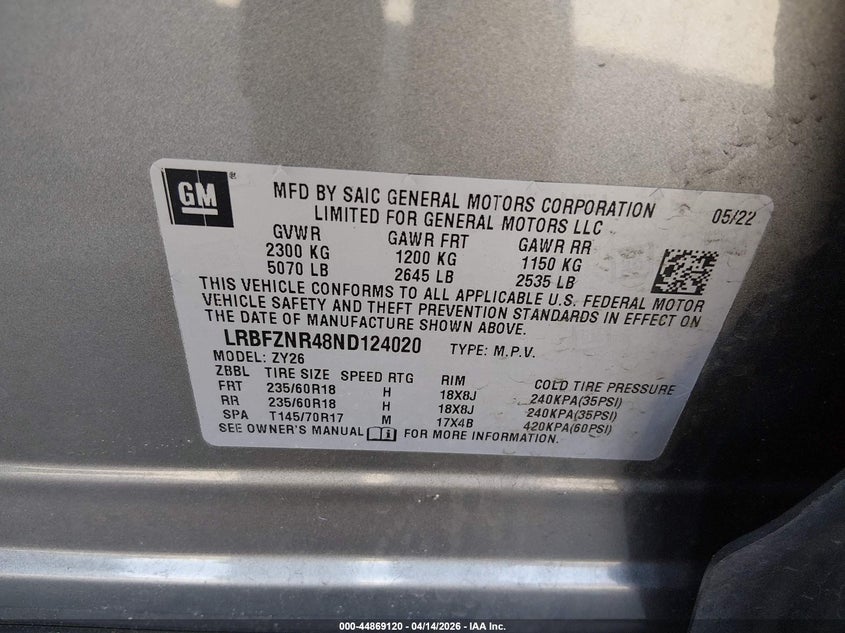 GM
MFD BY SAIC GENERAL MOTORS CORPORATION 05/22
LIMITED FOR GENERAL MOTORS LLC
GVWR GAWR FRT GAWR RR
2300 KG 1200 KG 1150 KG
5070 LB 2645 LB 2535 LB
THIS VEHICLE CONFORMS TO ALL APPLICABLE U.S. FEDERAL MOTOR
VEHICLE SAFETY AND THEFT PREVENTION STANDARDS IN EFFECT ON
THE DATE OF MANUFACTURE SHOWN ABOVE.
LRBFZNR48ND124020 TYPE: M.P.V.
MODEL: ZY26
ZBBL TIRE SIZE SPEED RTG RIM COLD TIRE PRESSURE
FRT 235/60R18 H 18X8J 240KPA(35PSI)
RR 235/60R18 H 18X8J 240KPA(35PSI)
SPA T145/70R17 M 17X4B 420KPA(60PSI)
SEE OWNER'S MANUAL FOR MORE INFORMATION.
000-44869120 - 04/14/2026 - IAA Inc.